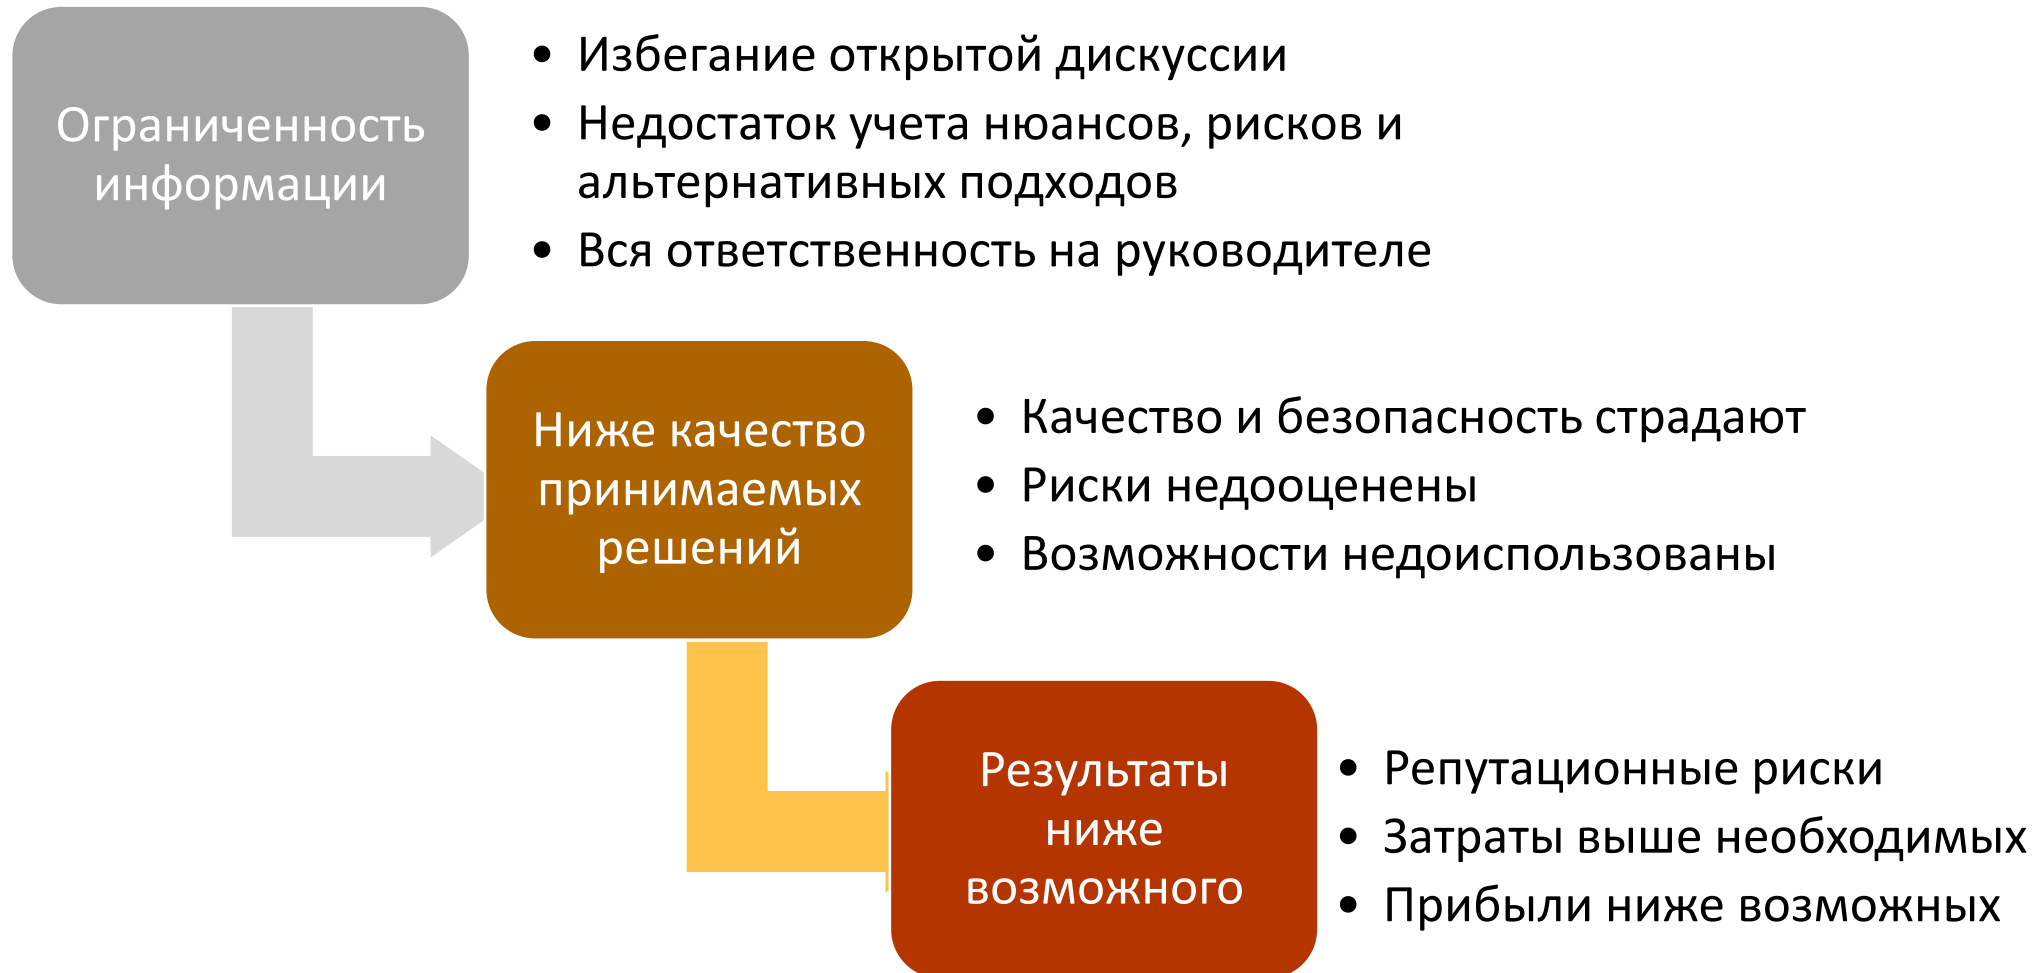 Ограниченность
информации
• Избегание открытой дискуссии
• Недостаток учета нюансов, рисков и
альтернативных подходов
• Вся ответственность на руководителе
Ниже качество
принимаемых
решений
• Качество и безопасность страдают
• Риски недооценены
• Возможности недоиспользованы
Результаты
ниже
возможного
• Репутационные риски
• Затраты выше необходимых
• Прибыли ниже возможных